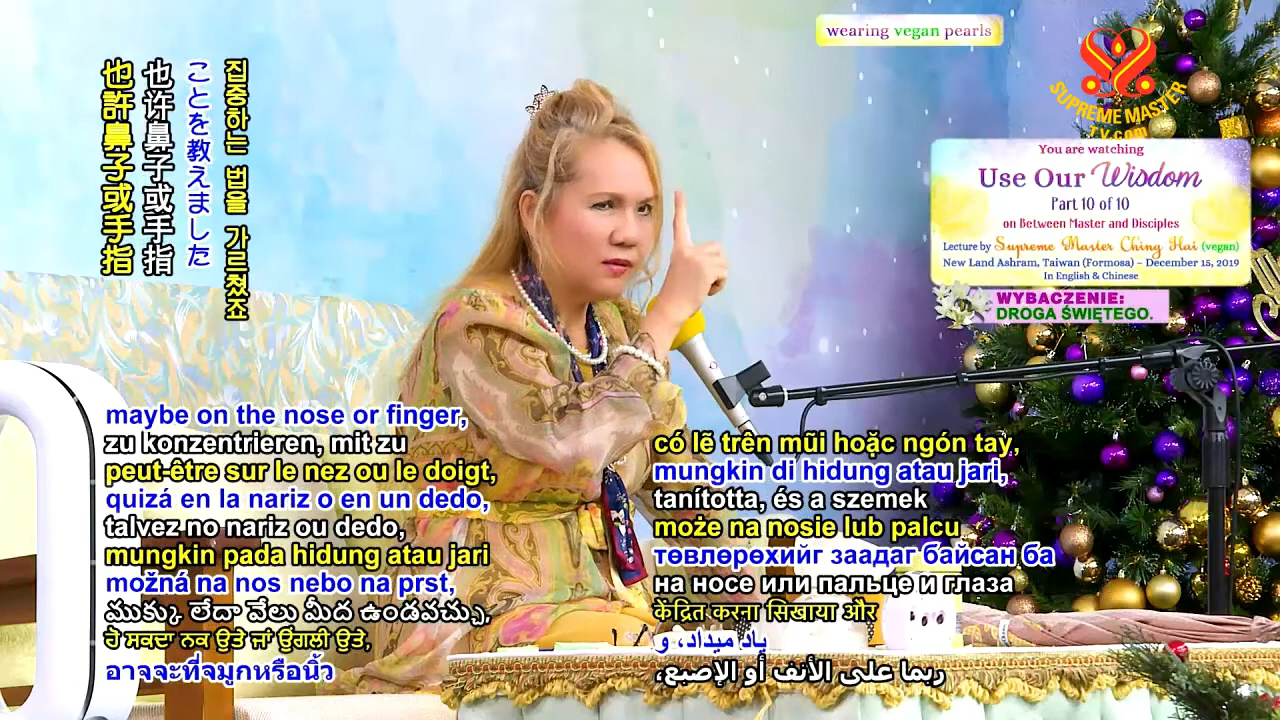 wearing vegan pearls
SUPREME MASTER
TV.com
You are watching
Use Our Wisdom
Part 10 of 10
on Between Master and Disciples
Lecture by Supreme Master Ching Hai (vegan)
New Land Ashram, Taiwan (Formosa) – December 15, 2019
In English & Chinese
WYBACZENIE:
DROGA ŚWIĘTEGO.
집중하는 법을 가르쳤죠
ことを教えました
也许鼻子或手指
也許鼻子或手指
maybe on the nose or finger,
zu konzentrieren, mit zu
peut-être sur le nez ou le doigt,
quizá en la nariz o en un dedo,
talvez no nariz ou dedo,
mungkin pada hidung atau jari
možná na nos nebo na prst,
ముక్కు లేదా వేలు మీద ఉండవచ్చు,
ਹੋ ਸਕਦਾ ਨਕ ਉਤੇ ਜਾਂ ਉਂਗਲੀ ਉਤੇ,
อาจจะที่จมูกหรือนิ้ว
có lẽ trên mũi hoặc ngón tay,
mungkin di hidung atau jari,
tanította, és a szemek
może na nosie lub palcu
төвлөрөхийг заадаг байсан ба
на носе или пальце и глаза
केंद्रित करना सिखाया और
یاد میداد، و
ربما على الأنف أو الإصبع،